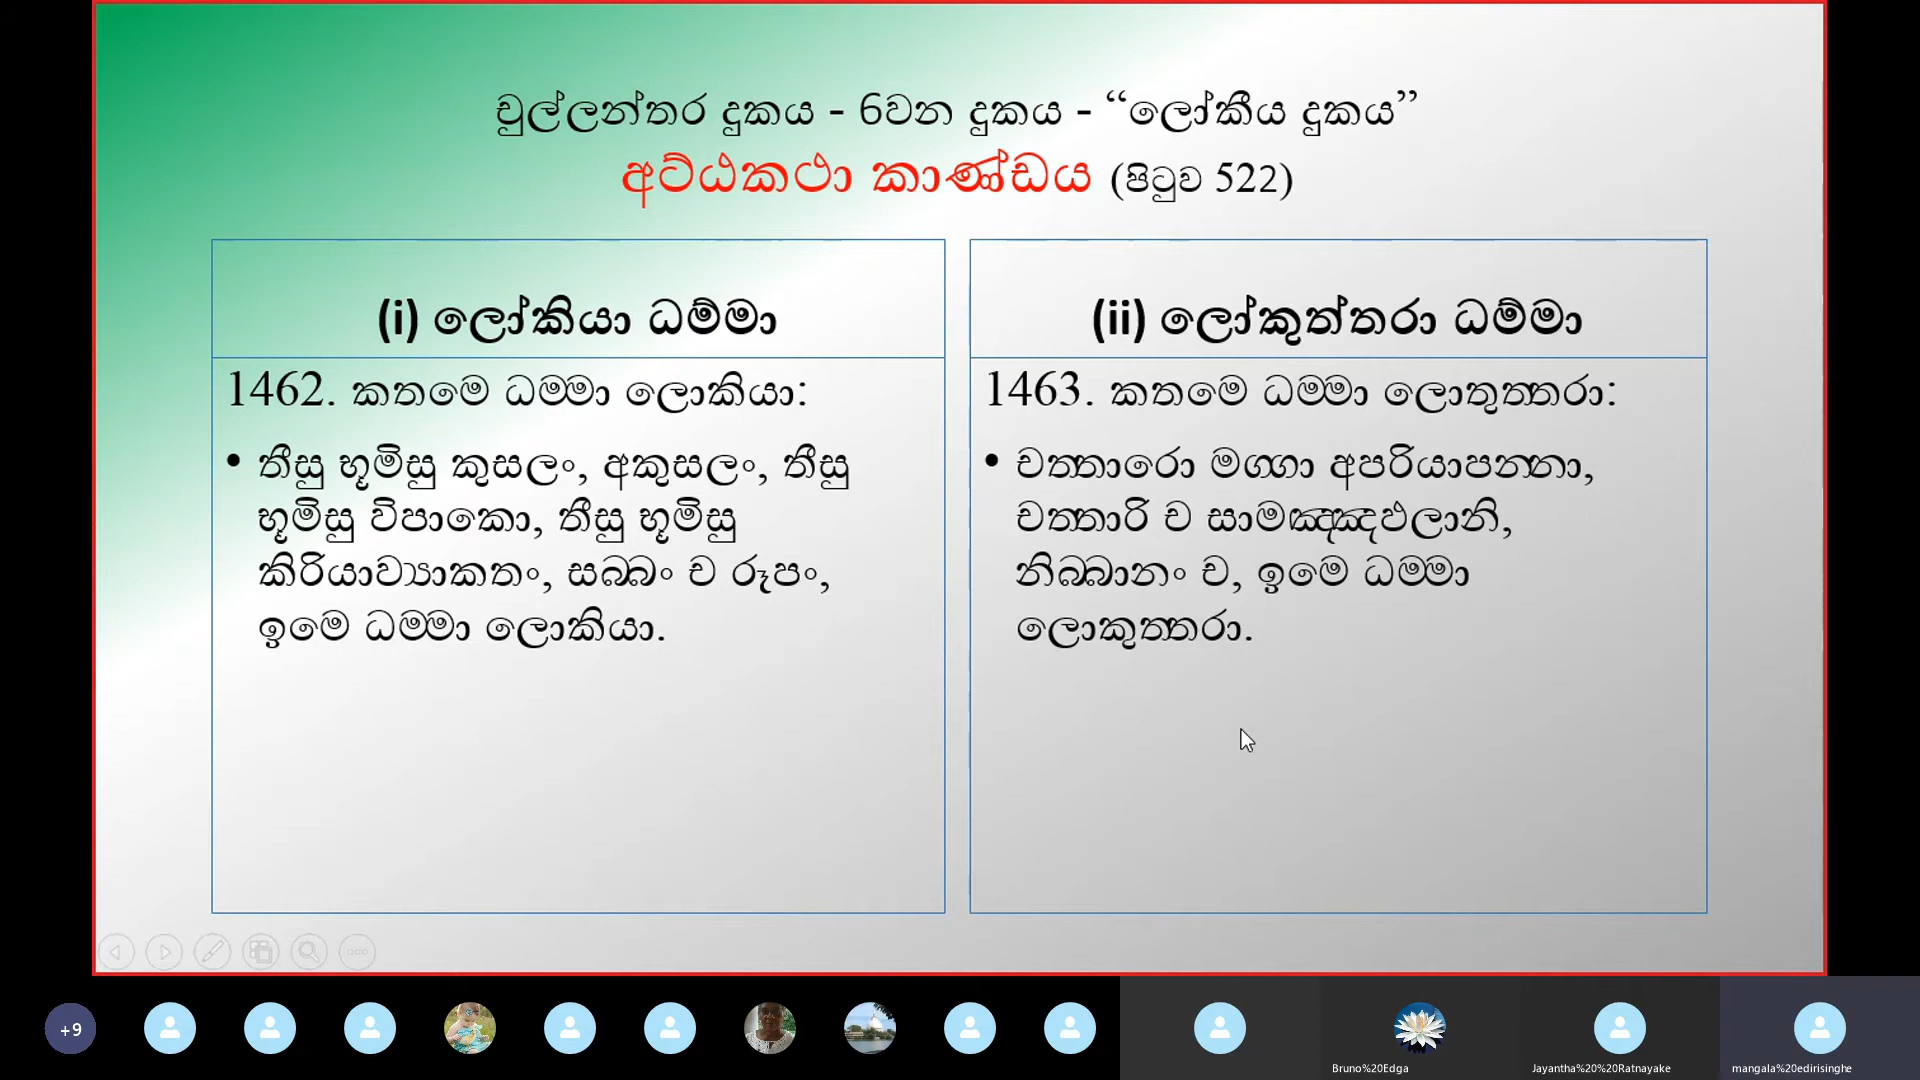 චුල්ලන්තර දුකය - 6වන දුකය - “ලෝකීය දුකය”
අට්ඨකථා කාණ්ඩය (පිටුව 522)
(i) ලෝකියා ධම්මා
1462. කතමෙ ධම්මා ලොකියා:
• තීසු භූමිසු කුසලං, අකුසලං, තීසු
භූමිසු විපාකො, තීසු භූමිසු
කිරියාව්‍යාකතං, සබ්බං ච රූපං,
ඉමෙ ධම්මා ලොකියා.
(ii) ලෝකුත්තරා ධම්මා
1463. කතමෙ ධම්මා ලොතුත්තරා:
• චත්තාරො මග්ගා අපරියාපන්නා,
චත්තාරි ච සාමඤ්ඤඵලානි,
නිබ්බානං ච, ඉමෙ ධම්මා
ලොකුත්තරා.
+9
Bruno%20Edga
Jayantha%20%20Ratnayake
mangala%20edirisinghe